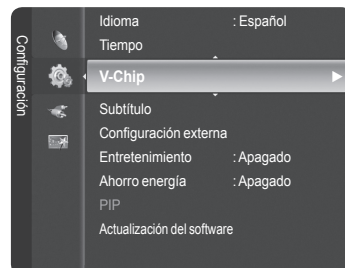 Configuración
Idioma : Español
Tiempo
V-Chip
Subtítulo
Configuración externa
Entretenimiento : Apagado
Ahorro energía : Apagado
PIP
Actualización del software